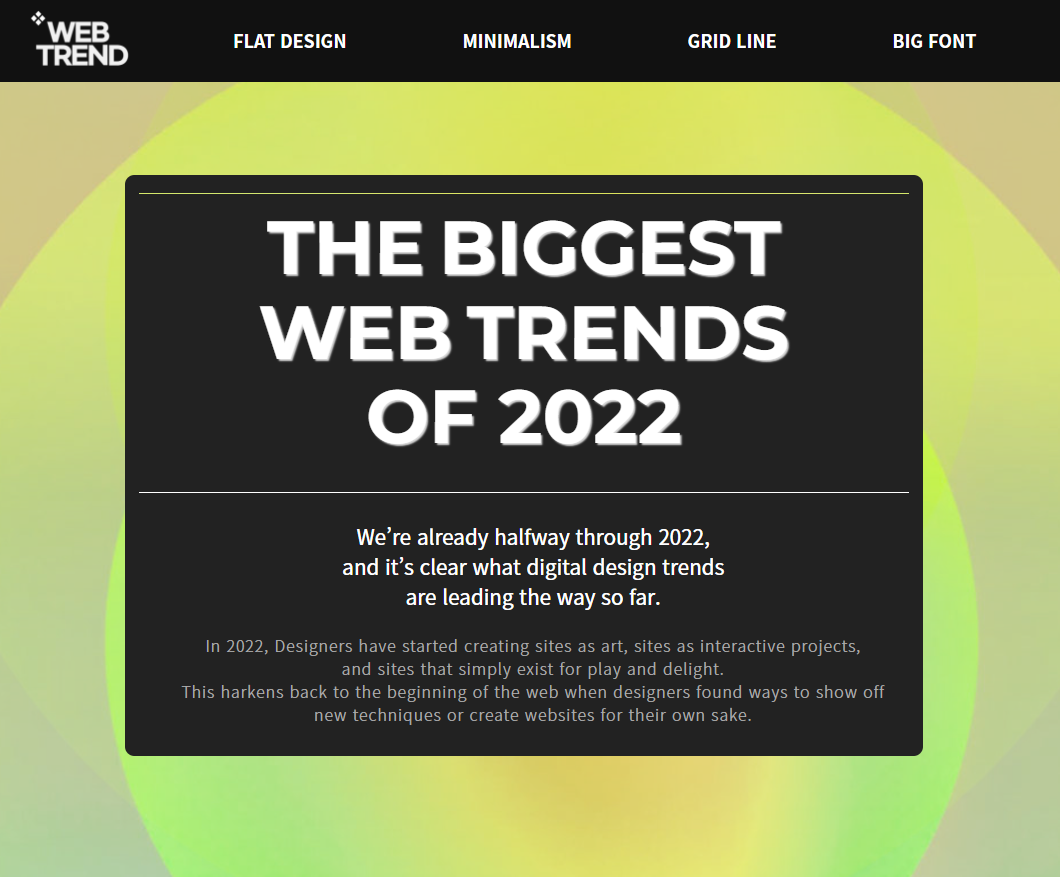 WEB
TREND
FLAT DESIGN
MINIMALISM
GRID LINE
BIG FONT
THE BIGGEST
WEB TRENDS
OF 2022
We’re already halfway through 2022,
and it’s clear what digital design trends
are leading the way so far.
In 2022, Designers have started creating sites as art, sites as interactive projects,
and sites that simply exist for play and delight.
This harkens back to the beginning of the web when designers found ways to show off
new techniques or create websites for their own sake.